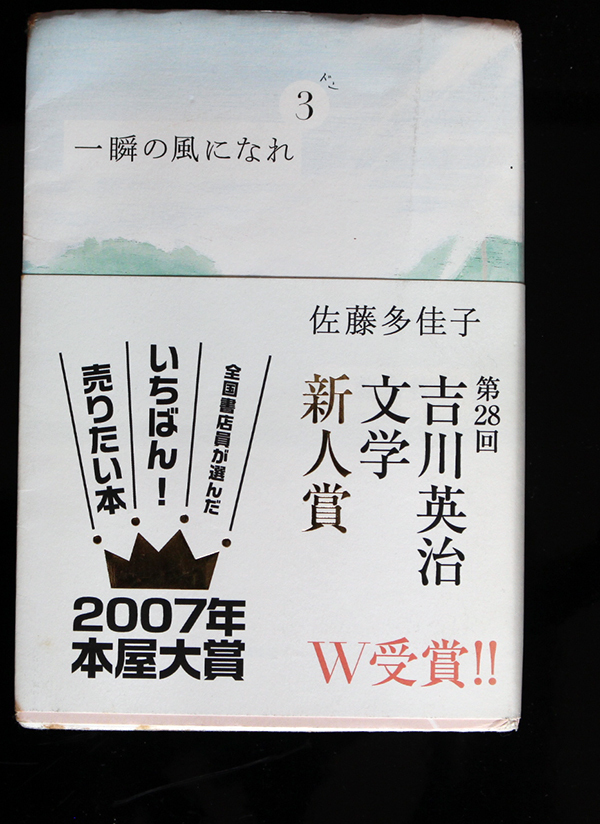 3
ドン
一瞬の風になれ
佐藤多佳子
第28回
吉川英治
文学
新人賞
W受賞!!
全国書店員が選んだ
いちばん!
売りたい本
2007年
本屋大賞